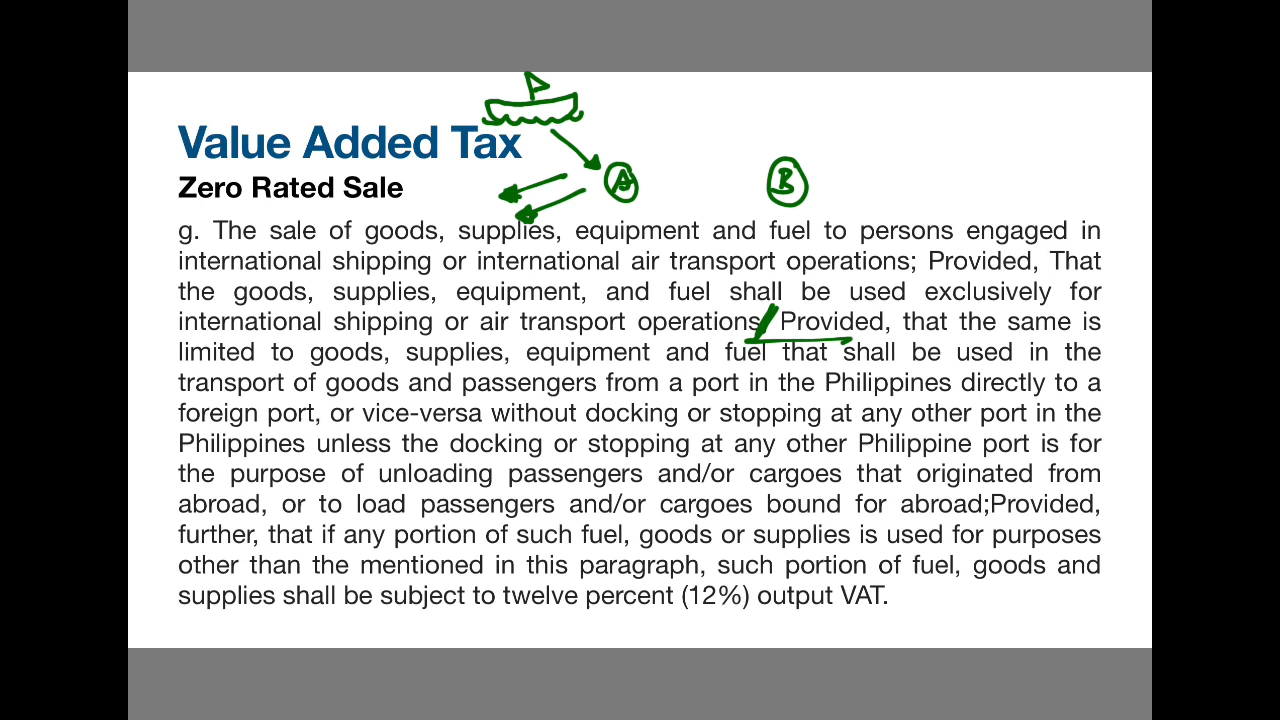 Value Added Tax
Zero Rated Sale
A
B
g. The sale of goods, supplies, equipment and fuel to persons engaged in
international shipping or international air transport operations; Provided, That
the goods, supplies, equipment, and fuel shall be used exclusively for
international shipping or air transport operations. Provided, that the same is
limited to goods, supplies, equipment and fuel that shall be used in the
transport of goods and passengers from a port in the Philippines directly to a
foreign port, or vice-versa without docking or stopping at any other port in the
Philippines unless the docking or stopping at any other Philippine port is for
the purpose of unloading passengers and/or cargoes that originated from
abroad, or to load passengers and/or cargoes bound for abroad;Provided,
further, that if any portion of such fuel, goods or supplies is used for purposes
other than the mentioned in this paragraph, such portion of fuel, goods and
supplies shall be subject to twelve percent (12%) output VAT.